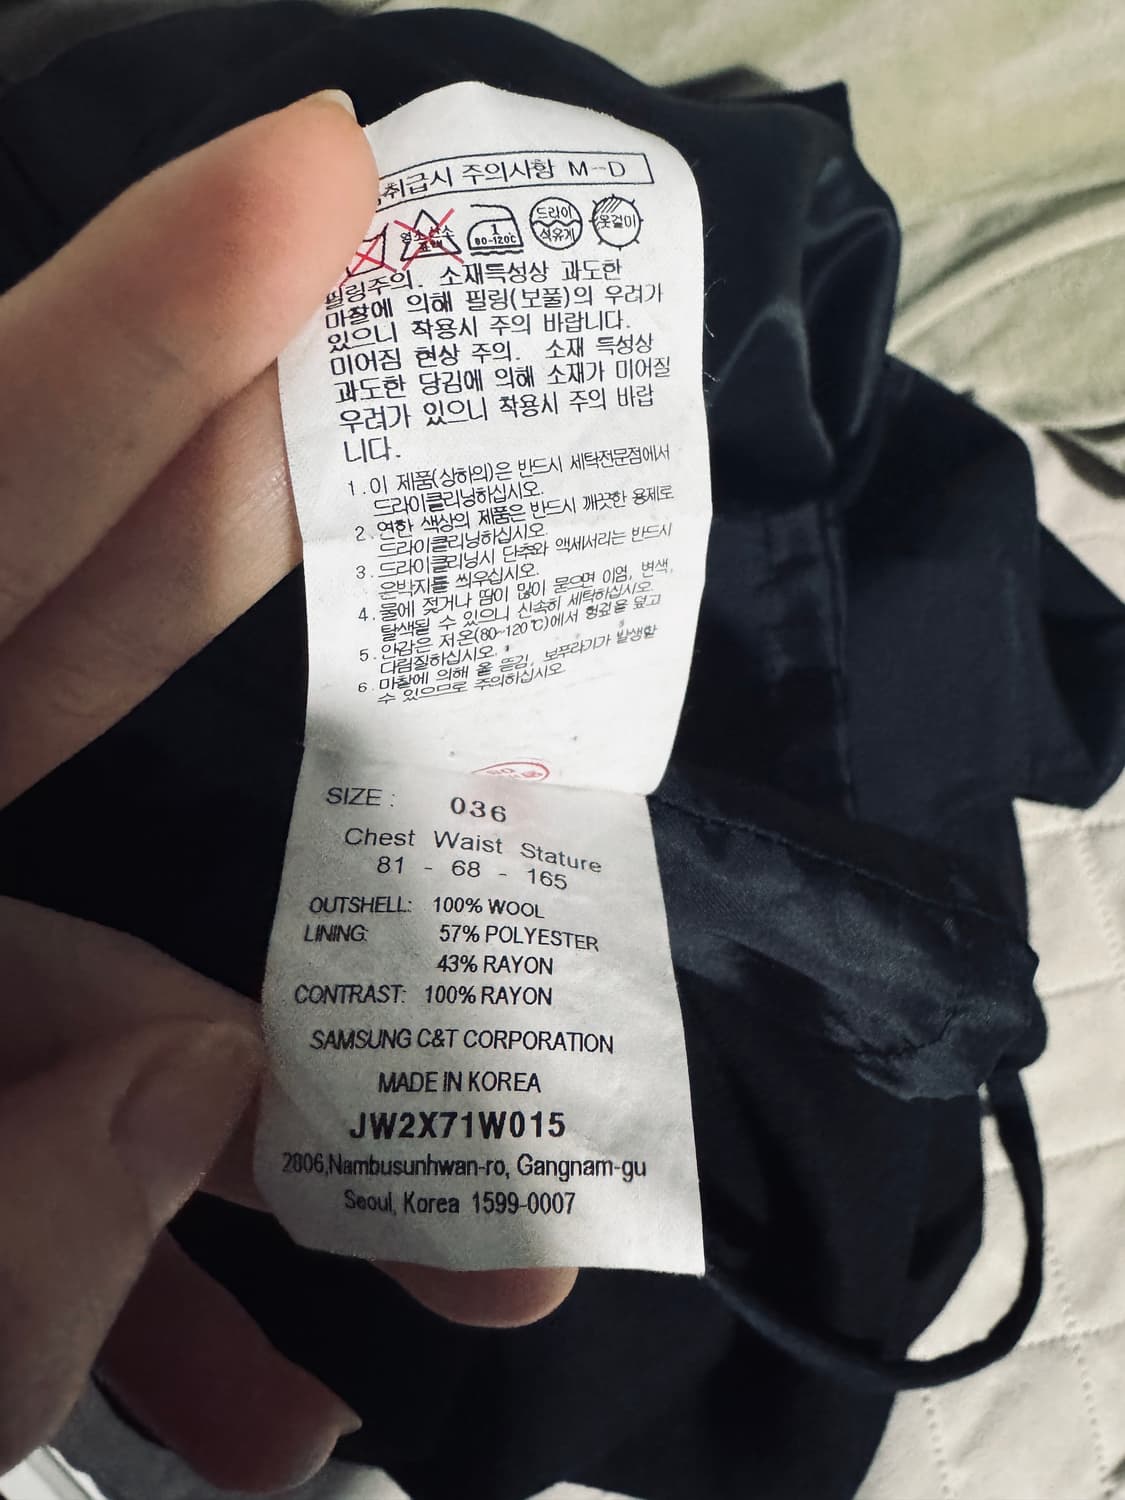 취급시 주의사항 M-D
염소산소
표백
1
80-120℃
드라이
석유계
옷걸이
필링주의. 소재특성상 과도한
마찰에 의해 필링(보풀)의 우려가
있으니 착용시 주의 바랍니다.
미어짐 현상 주의. 소재 특성상
과도한 당김에 의해 소재가 미어질
우려가 있으니 착용시 주의 바랍
니다.
1.이 제품(상하의)은 반드시 세탁전문점에서
드라이클리닝하십시오.
2.연한 색상의 제품은 반드시 깨끗한 용제로
드라이클리닝하십시오.
3.드라이클리닝시 단추와 액세서리는 반드시
은박지를 씌우십시오.
4.물에 젖거나 땀이 많이 묻으면 이염, 변색,
탈색될 수 있으니 신속히 세탁하십시오.
5.안감은 저온(80~120℃)에서 헝겊을 덮고
다림질하십시오.
6.마찰에 의해 올 뜯김, 보푸라기가 발생할
수 있으므로 주의하십시오
SIZE : 036
Chest Waist Stature
81 - 68 - 165
OUTSHELL: 100% WOOL
LINING: 57% POLYESTER
43% RAYON
CONTRAST: 100% RAYON
SAMSUNG C&T CORPORATION
MADE IN KOREA
JW2X71W015
2806,Nambusunhwan-ro, Gangnam-gu
Seoul, Korea 1599-0007